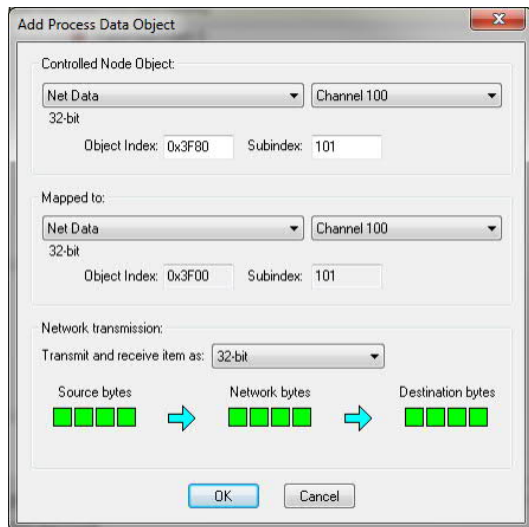 Add Process Data Object
Controlled Node Object:
Net Data Channel 100
32-bit
Object Index: 0x3F80 Subindex: 101
Mapped to:
Net Data Channel 100
32-bit
Object Index: 0x3F00 Subindex: 101
Network transmission:
Transmit and receive item as: 32-bit
Source bytes Network bytes Destination bytes
OK Cancel